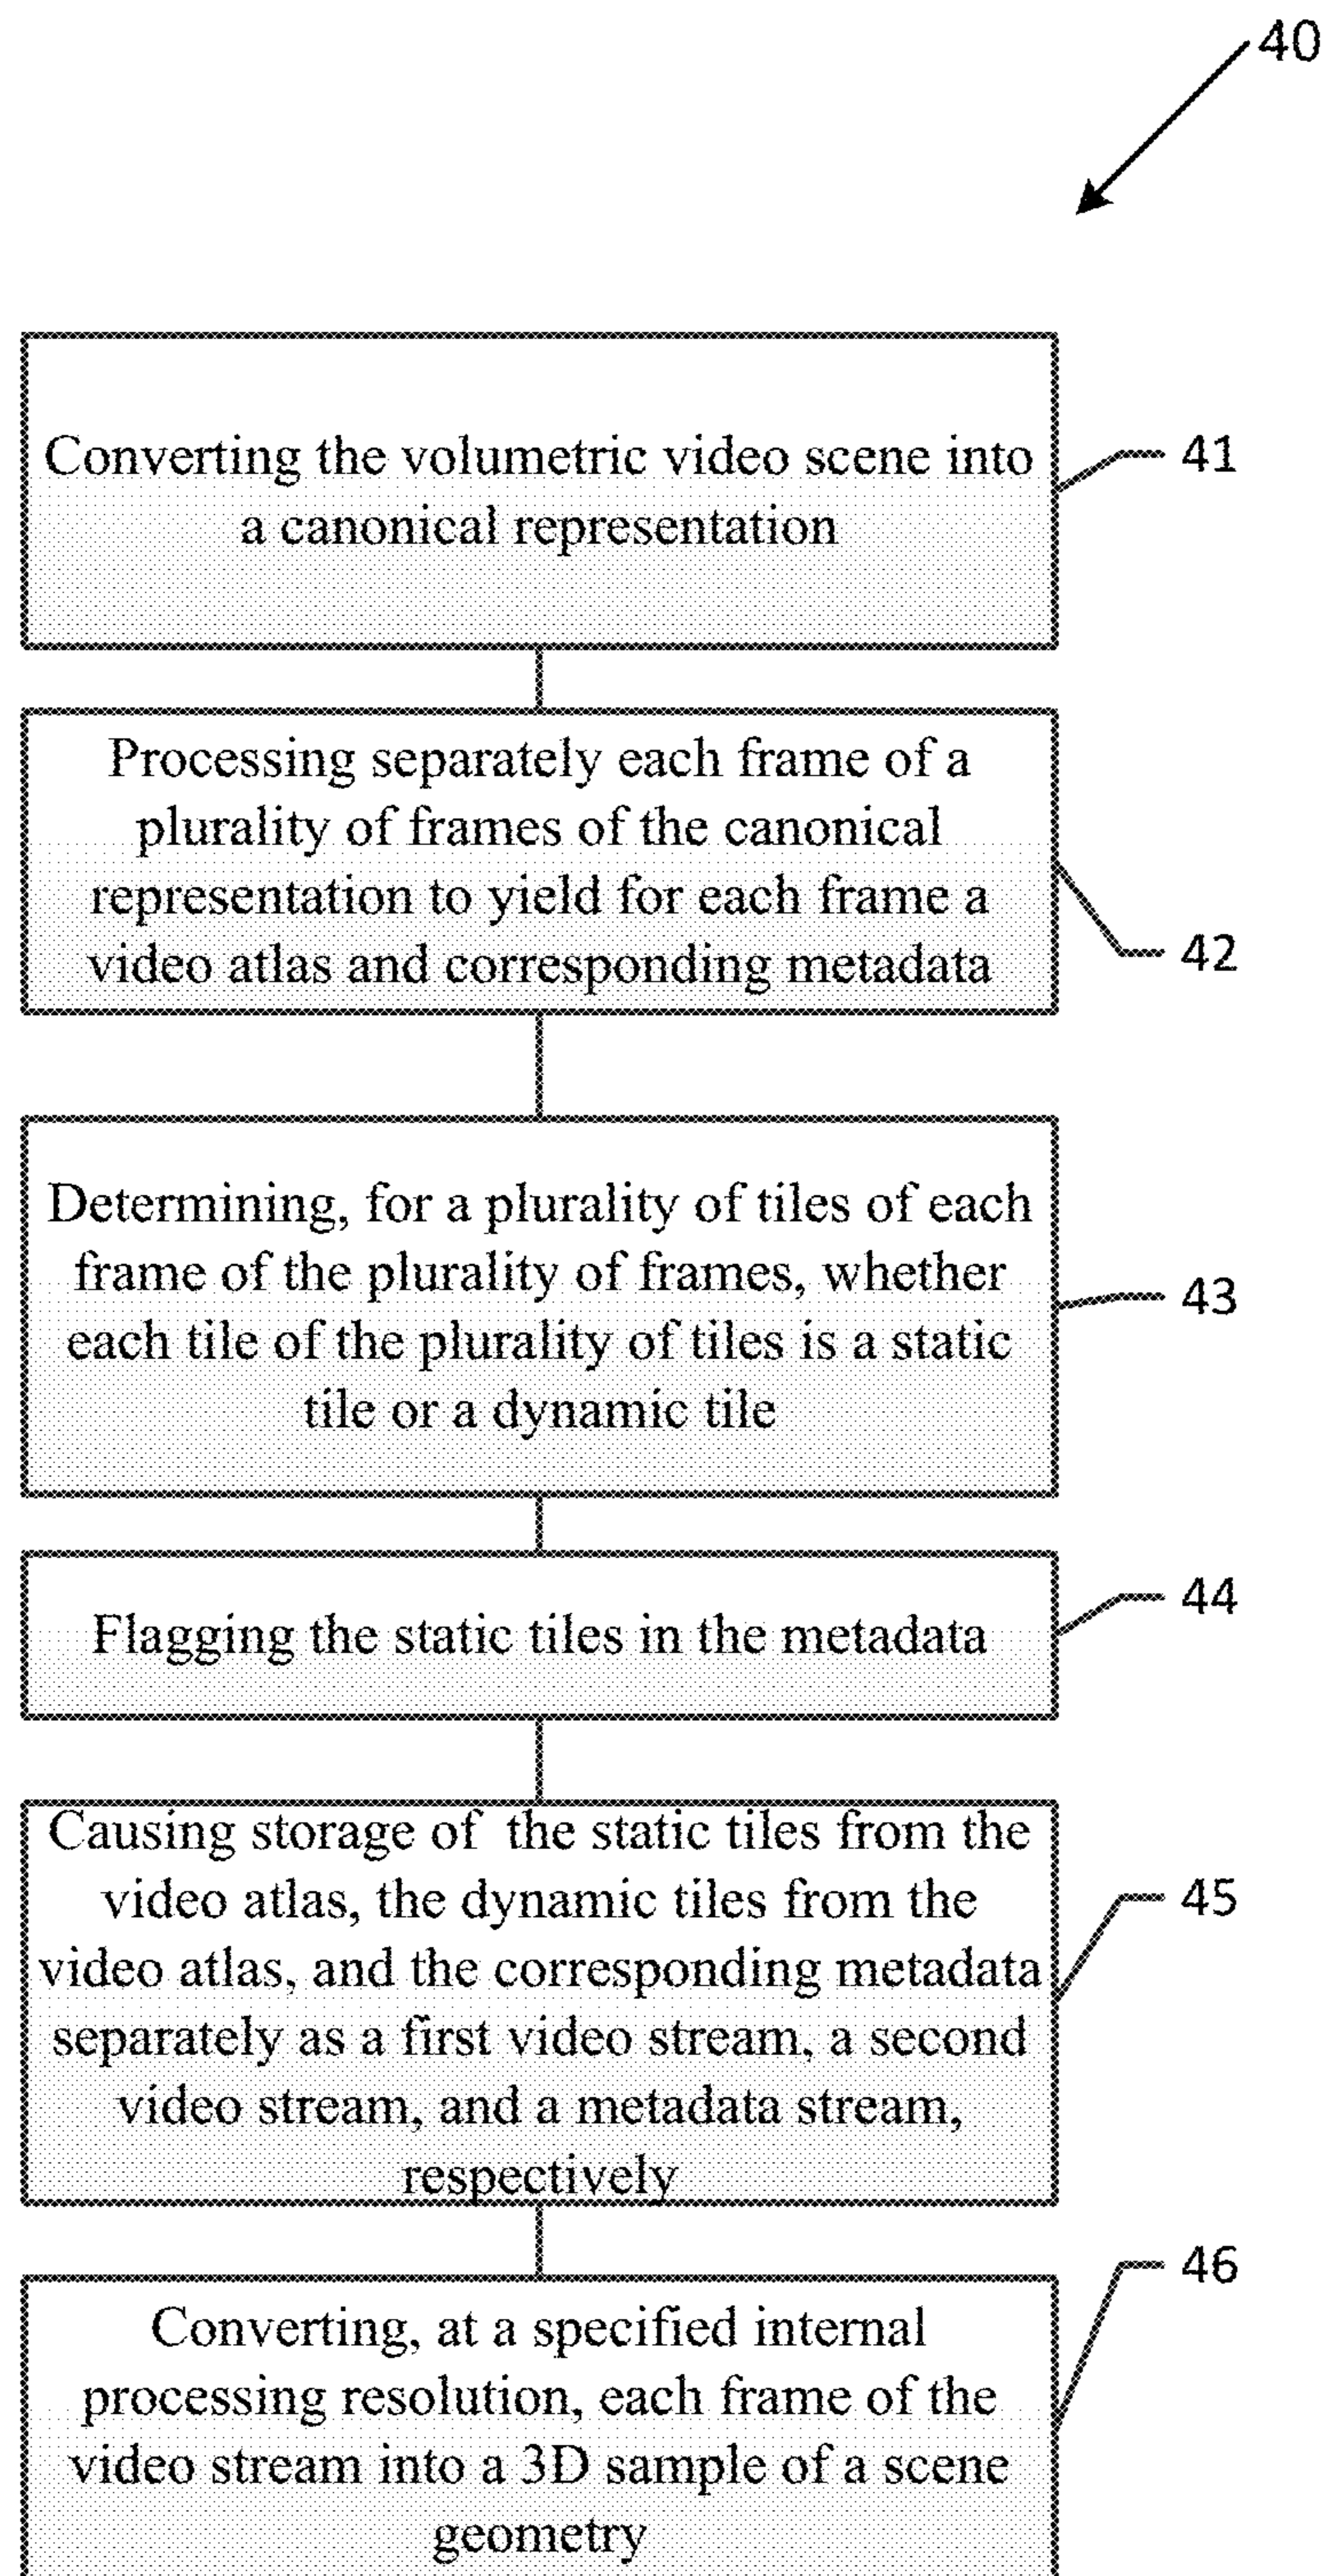 40
Converting the volumetric video scene into
a canonical representation
41
Processing separately each frame of a
plurality of frames of the canonical
representation to yield for each frame a
video atlas and corresponding metadata
42
Determining, for a plurality of tiles of each
frame of the plurality of frames, whether
each tile of the plurality of tiles is a static
tile or a dynamic tile
43
Flagging the static tiles in the metadata
44
Causing storage of the static tiles from the
video atlas, the dynamic tiles from the
video atlas, and the corresponding metadata
separately as a first video stream, a second
video stream, and a metadata stream,
respectively
45
Converting, at a specified internal
processing resolution, each frame of the
video stream into a 3D sample of a scene
geometry
46